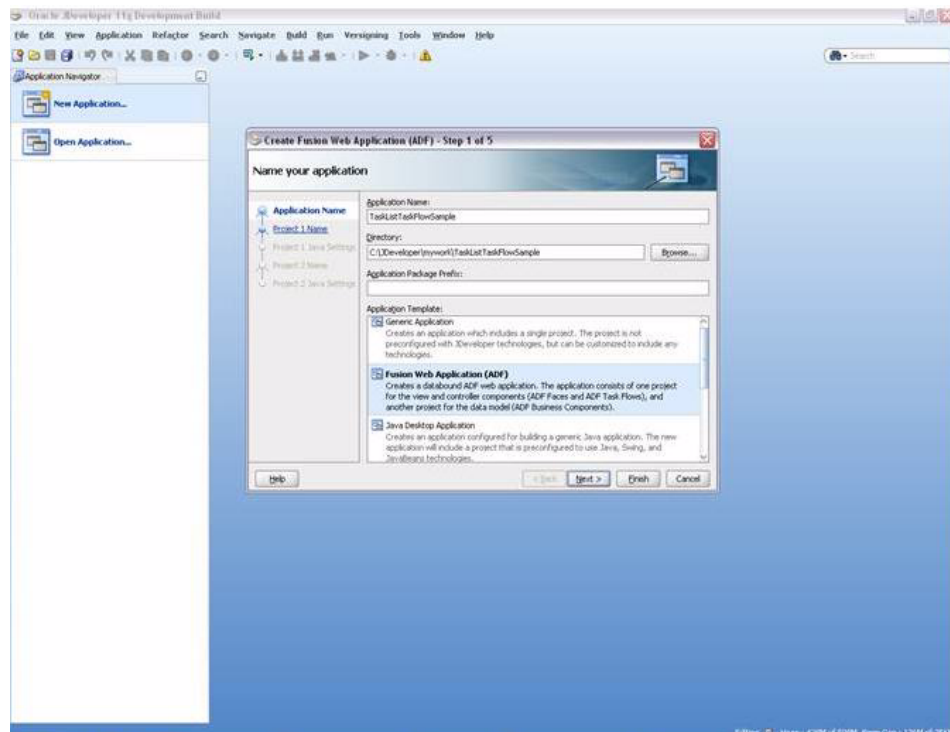 Oracle JDeveloper 11g Development Build
File Edit View Application Refactor Search Navigate Build Run Versioning Tools Window Help
Search
Application Navigator
New Application...
Open Application...
Create Fusion Web Application (ADF) - Step 1 of 5
Name your application
Application Name
Project 1 Name
Project 1 Java Settings
Project 2 Name
Project 2 Java Settings
Application Name:
TaskListTaskFlowSample
Directory:
C:\JDeveloper\mywork\TaskListTaskFlowSample
Browse...
Application Package Prefix:
Application Template:
Generic Application
Creates an application which includes a single project. The project is not
preconfigured with JDeveloper technologies, but can be customized to include any
technologies.
Fusion Web Application (ADF)
Creates a databound ADF web application. The application consists of one project
for the view and controller components (ADF Faces and ADF Task Flows), and
another project for the data model (ADF Business Components).
Java Desktop Application
Creates an application configured for building a generic Java application. The new
application will include a project that is preconfigured to use Java, Swing, and
JavaBeans technologies.
Help
< Back
Next >
Finish
Cancel